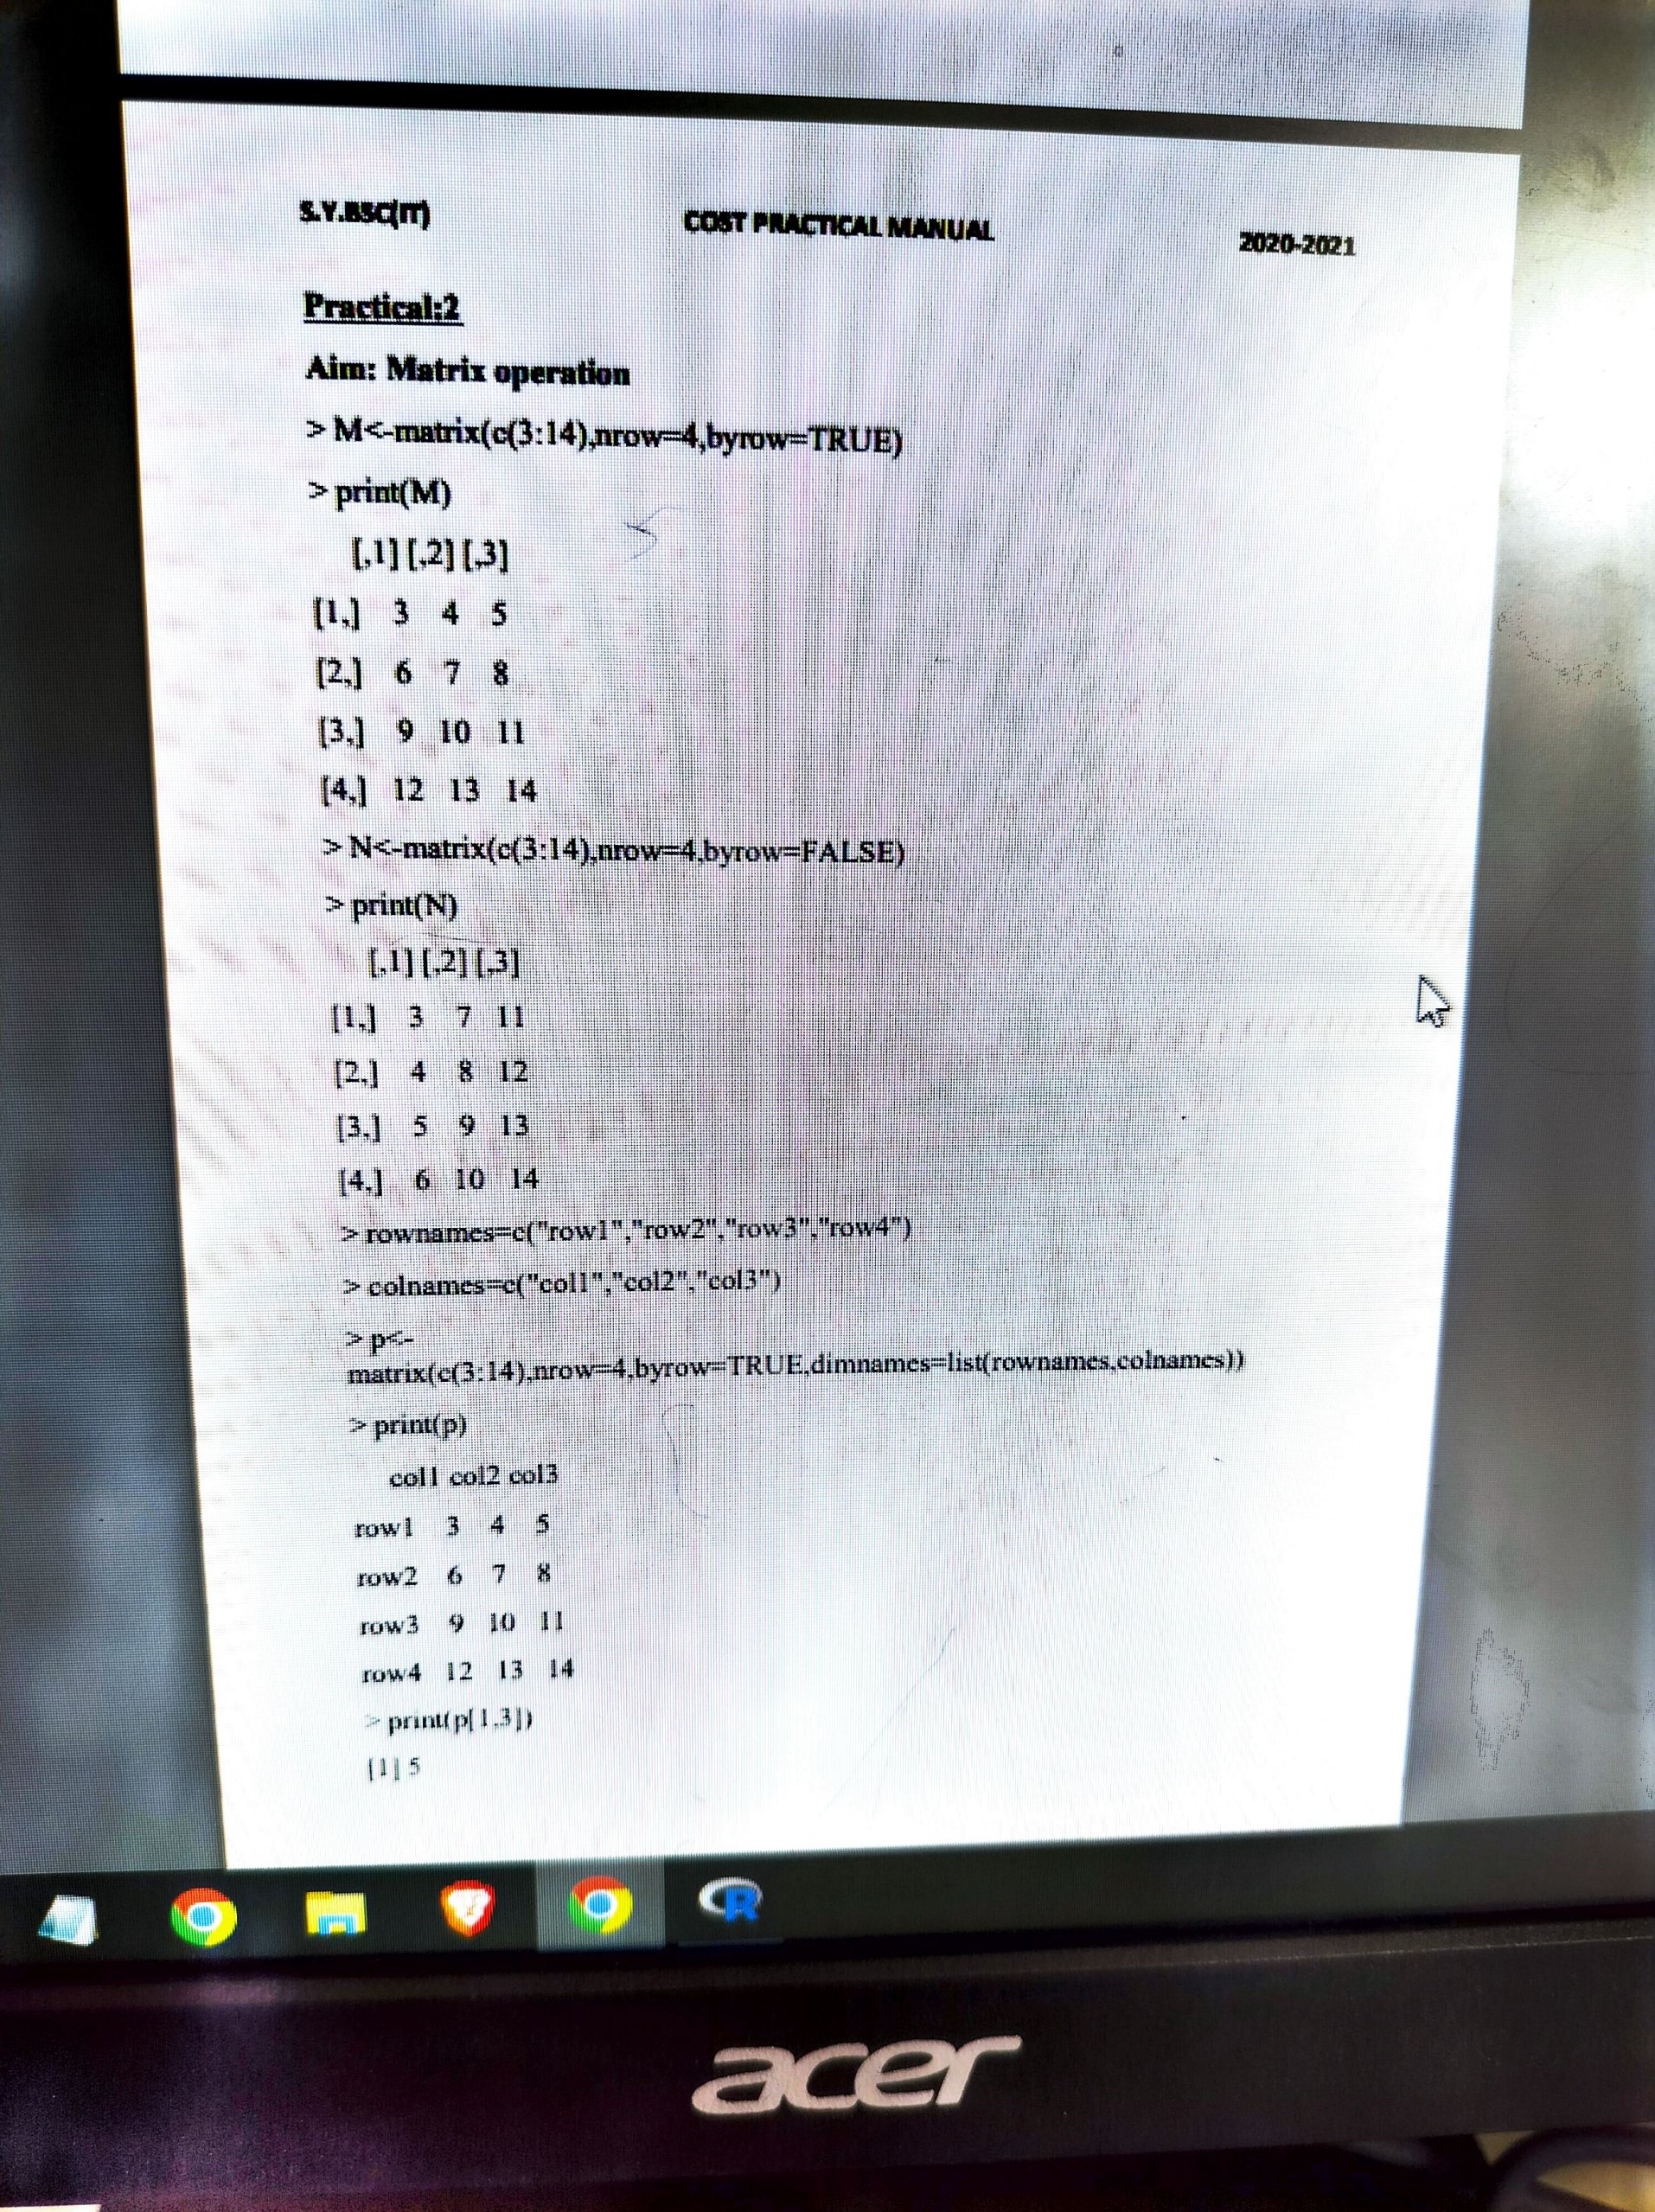 S.Y.BSC(IT) COST PRACTICAL MANUAL 2020-2021
Practical:2
Aim: Matrix operation
> M<-matrix(c(3:14),nrow=4,byrow=TRUE)
> print(M)
[,1] [,2] [,3]
[1,] 3 4 5
[2,] 6 7 8
[3,] 9 10 11
[4,] 12 13 14
> N<-matrix(c(3:14),nrow=4,byrow=FALSE)
> print(N)
[,1] [,2] [,3]
[1,] 3 7 11
[2,] 4 8 12
[3,] 5 9 13
[4,] 6 10 14
> rownames=c("row1","row2","row3","row4")
> colnames=c("col1","col2","col3")
> p<-
matrix(c(3:14),nrow=4,byrow=TRUE,dimnames=list(rownames,colnames))
> print(p)
col1 col2 col3
row1 3 4 5
row2 6 7 8
row3 9 10 11
row4 12 13 14
> print(p[1,3])
[1] 5
R
acer